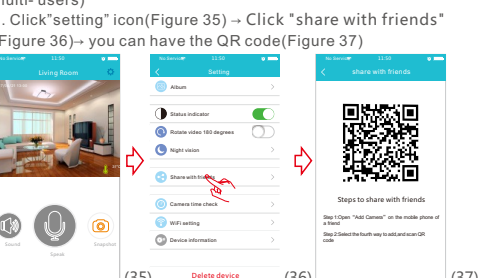 multi- users)
. Click"setting" icon(Figure 35) → Click "share with friends"
Figure 36)→ you can have the QR code(Figure 37)
No Service 11:50
Living Room
Sound
Speak
Snapshot
(35)
No Service 11:50
Setting
Album
Status indicator
Rotate video 180 degrees
Night vision
Share with friends
Camera time check
WiFi setting
Device information
Delete device
(36)
No Service 11:50
share with friends
Steps to share with friends
Step 1:Open "Add Camera" on the mobile phone of
a friend
Step 2:Select the fourth way to add,and scan QR
code
(37)